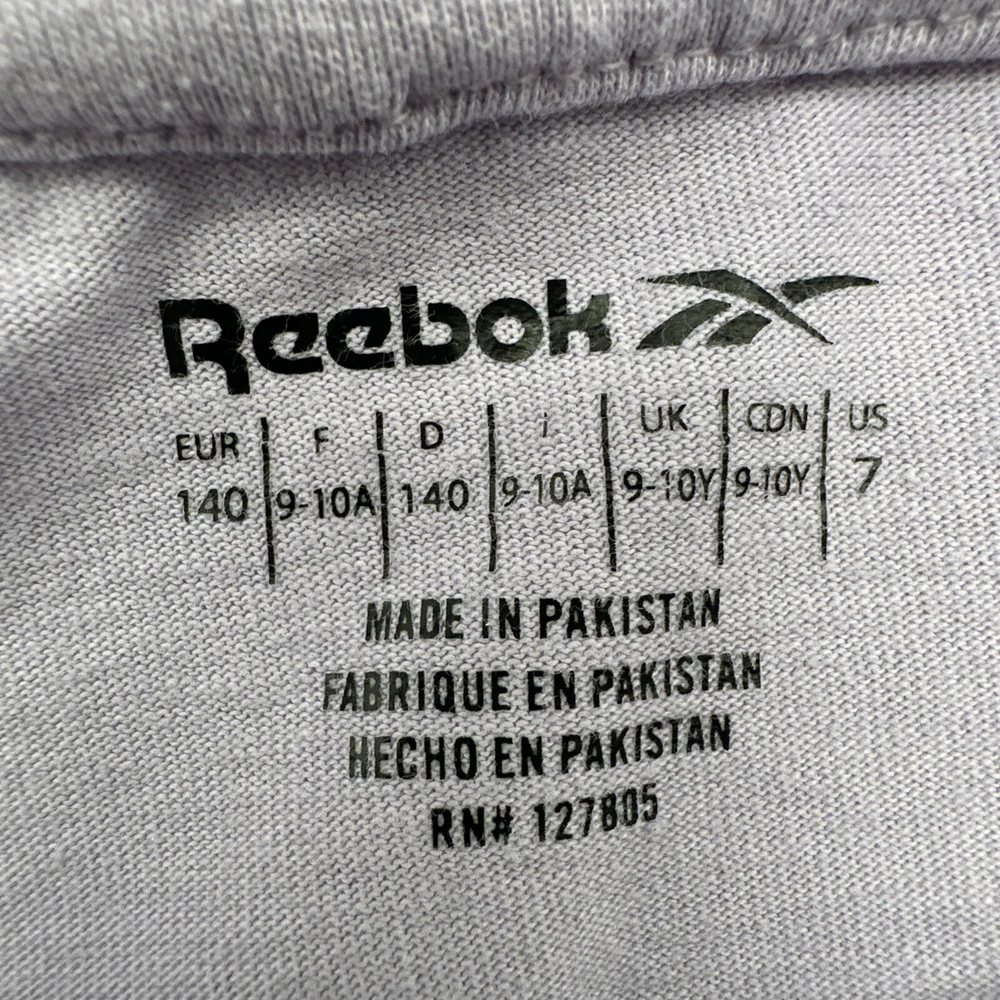 Reebok
EUR F D i UK CDN US
140 9-10A 140 9-10A 9-10Y 9-10Y 7
MADE IN PAKISTAN
FABRIQUE EN PAKISTAN
HECHO EN PAKISTAN
RN# 127805